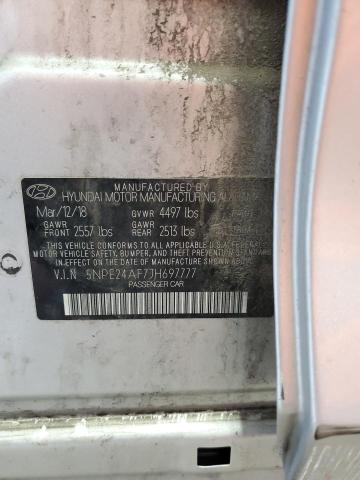 MANUFACTURED BY
HYUNDAI MOTOR MANUFACTURING
Mar/12/18 GVWR 4497 lbs
GAWR FRONT 2557 lbs GAWR REAR 2513 lbs
THIS VEHICLE CONFORMS TO ALL APPLICABLE U.S.A FEDERAL
MOTOR VEHICLE SAFETY, BUMPER, AND THEFT PREVENTION
STANDARDS IN EFFECT ON THE DATE OF MANUFACTURE
V.I.N 5NPE24AF7JH697777
PASSENGER CAR